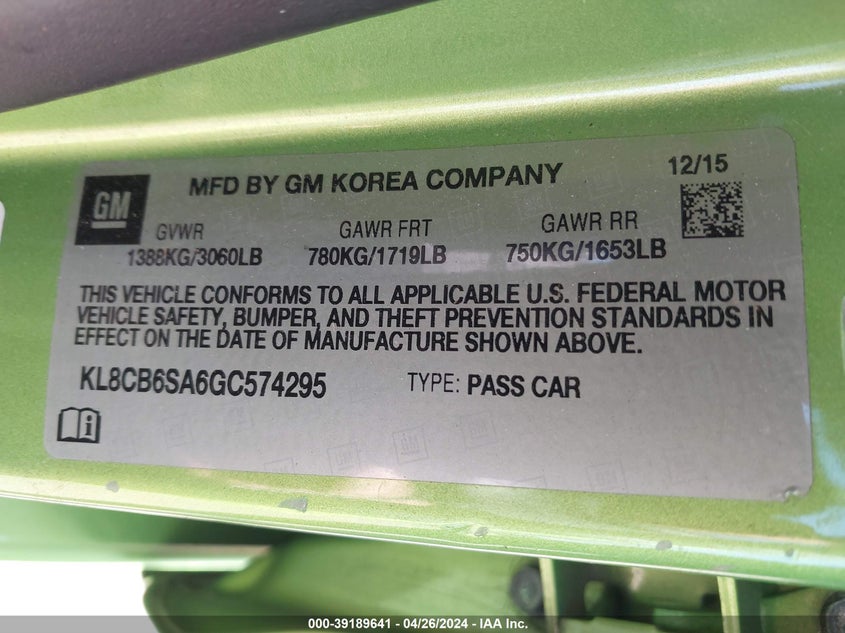 GM
MFD BY GM KOREA COMPANY
12/15
GVWR
1388KG/3060LB
GAWR FRT
780KG/1719LB
GAWR RR
750KG/1653LB
THIS VEHICLE CONFORMS TO ALL APPLICABLE U.S. FEDERAL MOTOR
VEHICLE SAFETY, BUMPER, AND THEFT PREVENTION STANDARDS IN
EFFECT ON THE DATE OF MANUFACTURE SHOWN ABOVE.
KL8CB6SA6GC574295
TYPE: PASS CAR
000-39189641 - 04/26/2024 - IAA Inc.